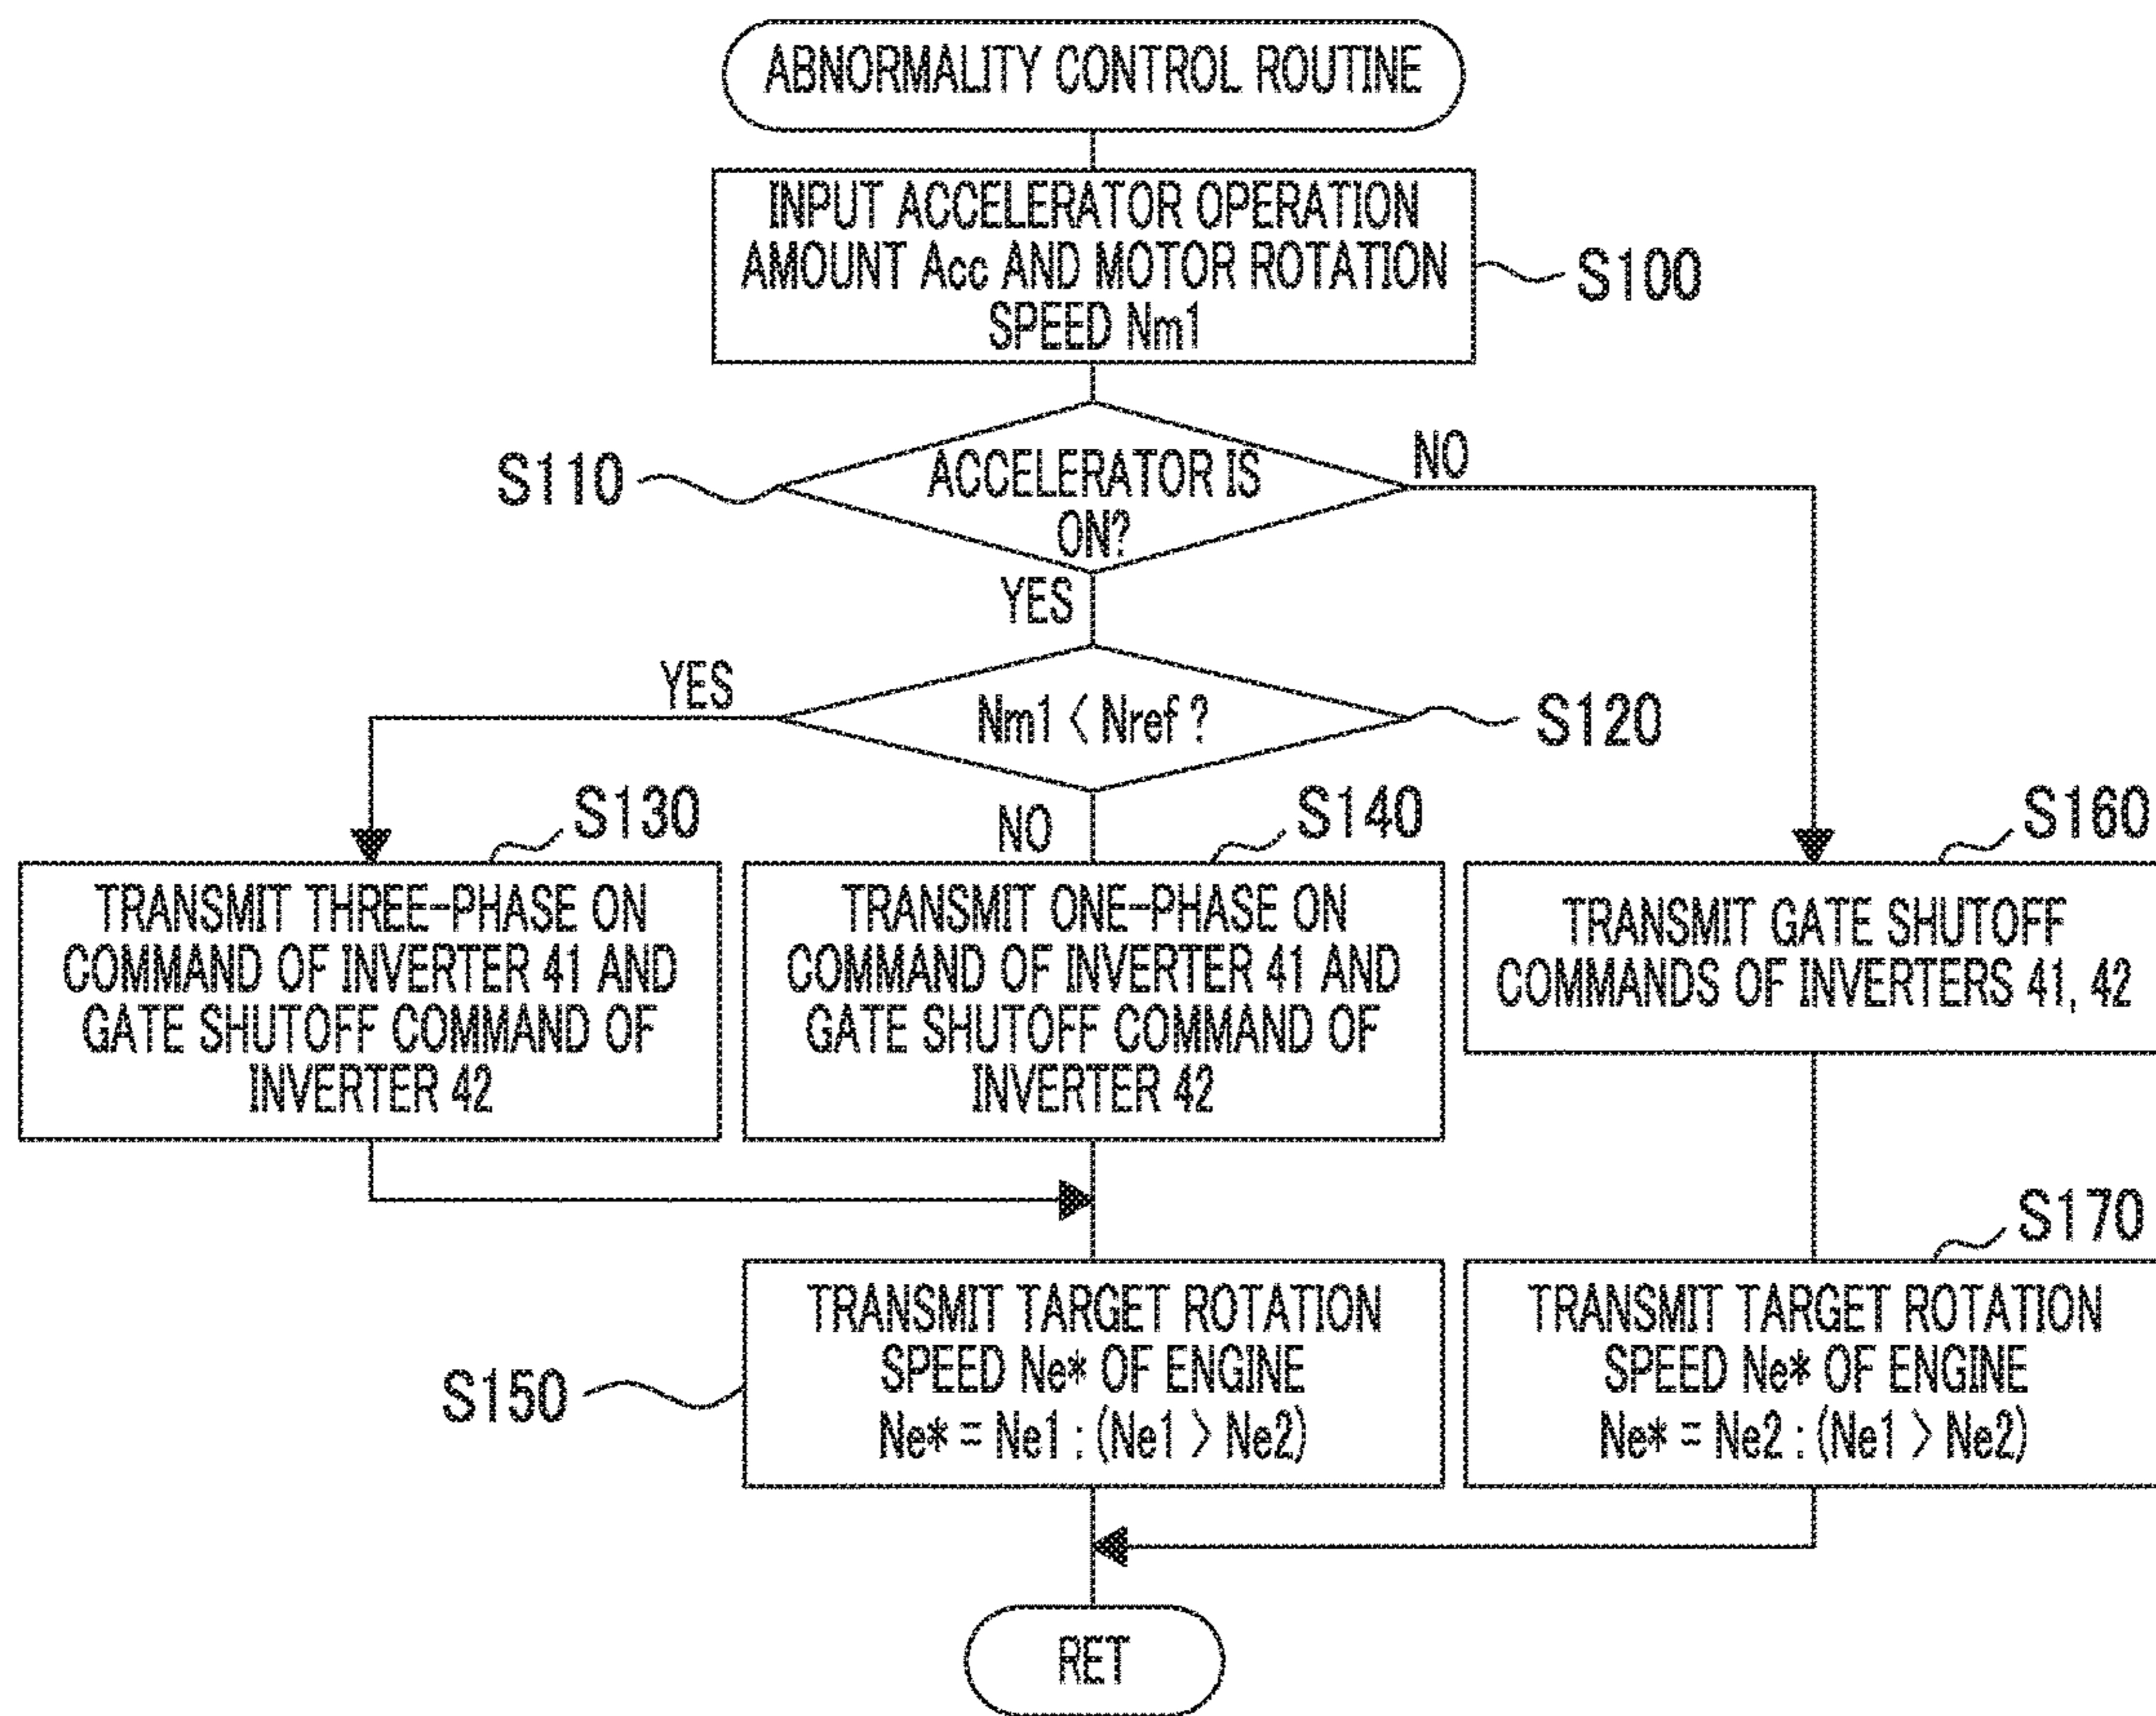 ABNORMALITY CONTROL ROUTINE
INPUT ACCELERATOR OPERATION
AMOUNT Acc AND MOTOR ROTATION
SPEED Nm1
S100
S110
ACCELERATOR IS
ON?
NO
YES
YES
Nm1 < Nref ?
S120
NO
S130
TRANSMIT THREE-PHASE ON
COMMAND OF INVERTER 41 AND
GATE SHUTOFF COMMAND OF
INVERTER 42
S140
TRANSMIT ONE-PHASE ON
COMMAND OF INVERTER 41 AND
GATE SHUTOFF COMMAND OF
INVERTER 42
S160
TRANSMIT GATE SHUTOFF
COMMANDS OF INVERTERS 41, 42
S150
TRANSMIT TARGET ROTATION
SPEED Ne* OF ENGINE
Ne* = Ne1 : (Ne1 > Ne2)
S170
TRANSMIT TARGET ROTATION
SPEED Ne* OF ENGINE
Ne* = Ne2 : (Ne1 > Ne2)
RET